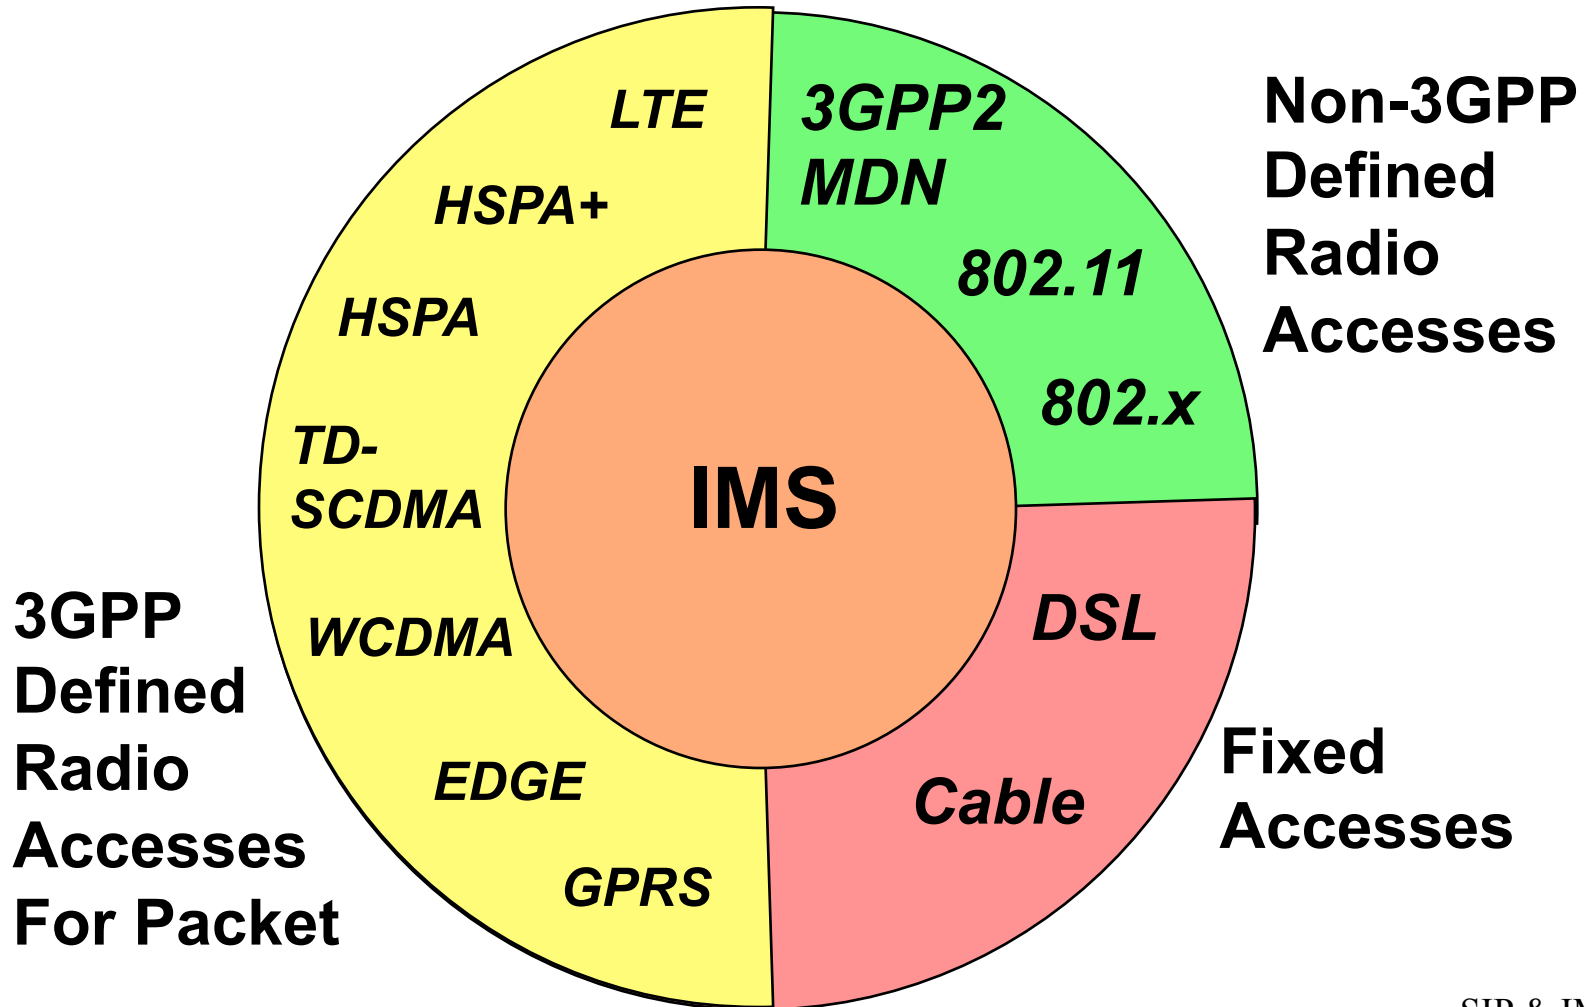 LTE
HSPA+
HSPA
TD-
SCDMA
WCDMA
EDGE
GPRS
3GPP
Defined
Radio
Accesses
For Packet
IMS
3GPP2
MDN
802.11
802.x
Non-3GPP
Defined
Radio
Accesses
DSL
Cable
Fixed
Accesses
SIP &